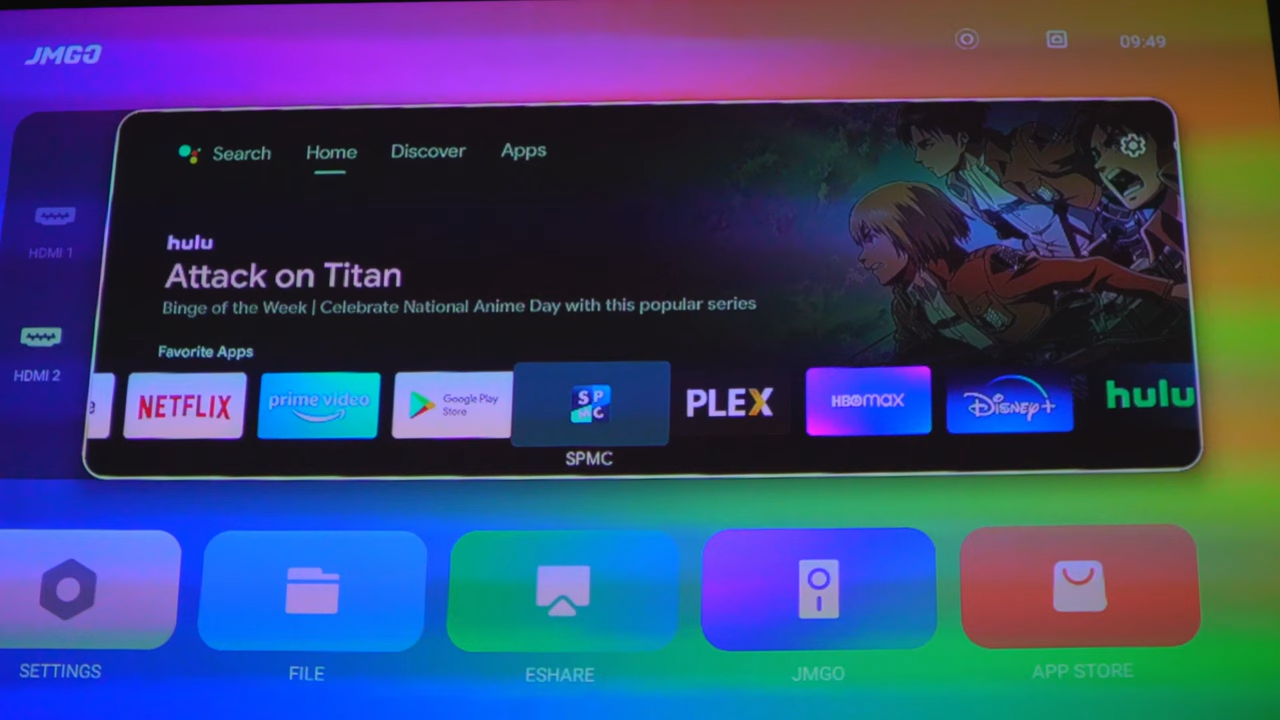 JMGO
09:49
Search Home Discover Apps
HDMI 1
hulu
Attack on Titan
Binge of the Week | Celebrate National Anime Day with this popular series
HDMI 2
Favorite Apps
NETFLIX
prime video
Google Play
Store
SP
MC
PLEX
HBOMAX
Disney+
hulu
SPMC
SETTINGS
FILE
ESHARE
JMGO
APP STORE